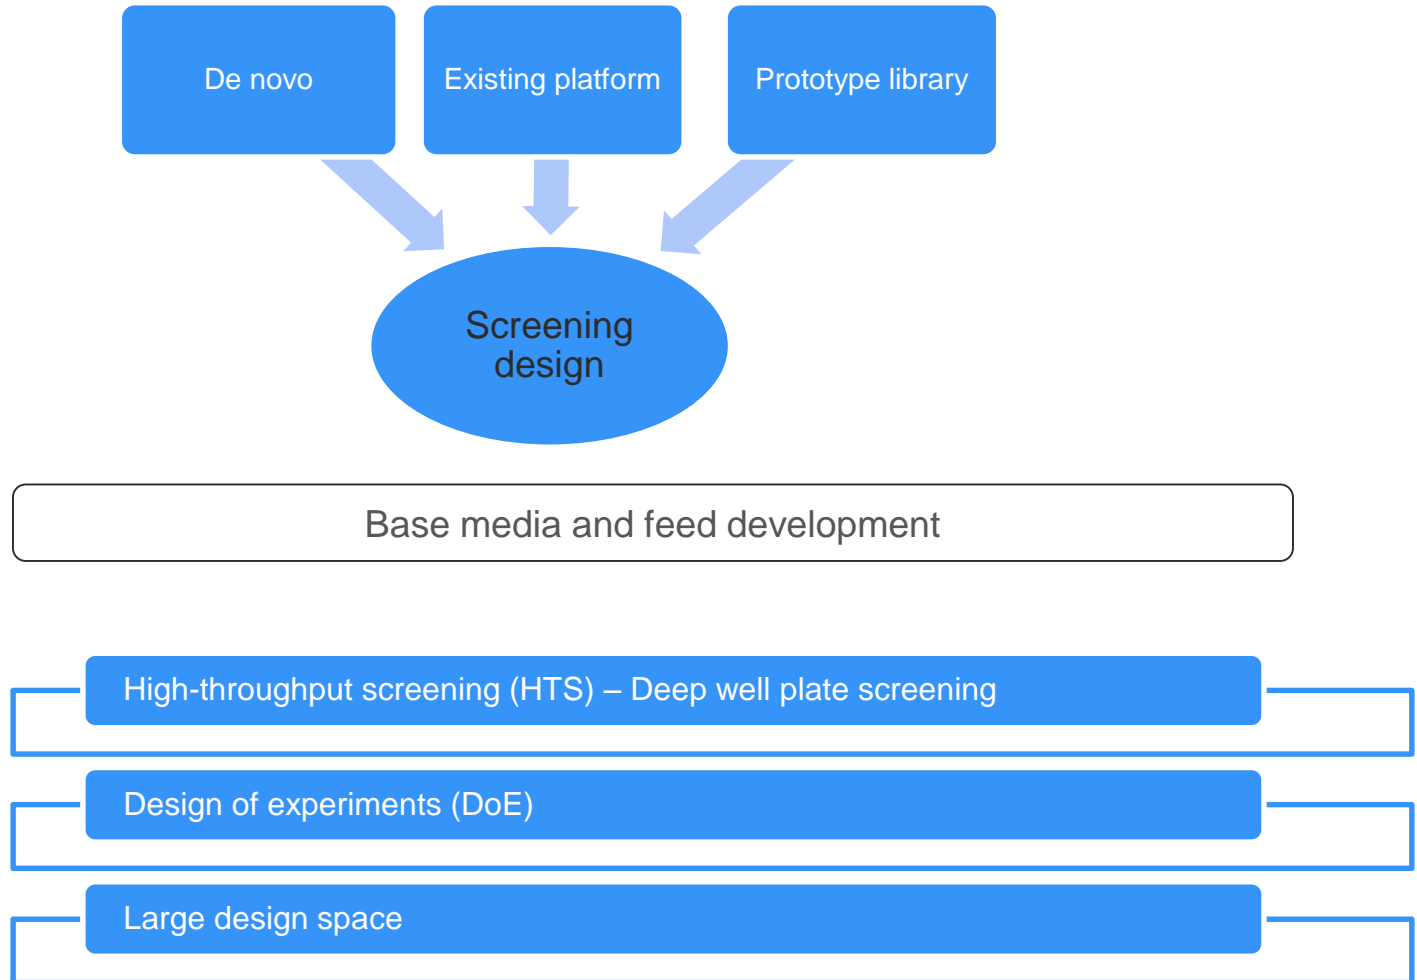 De novo
Existing platform
Prototype library
Screening
design
Base media and feed development
High-throughput screening (HTS) – Deep well plate screening
Design of experiments (DoE)
Large design space